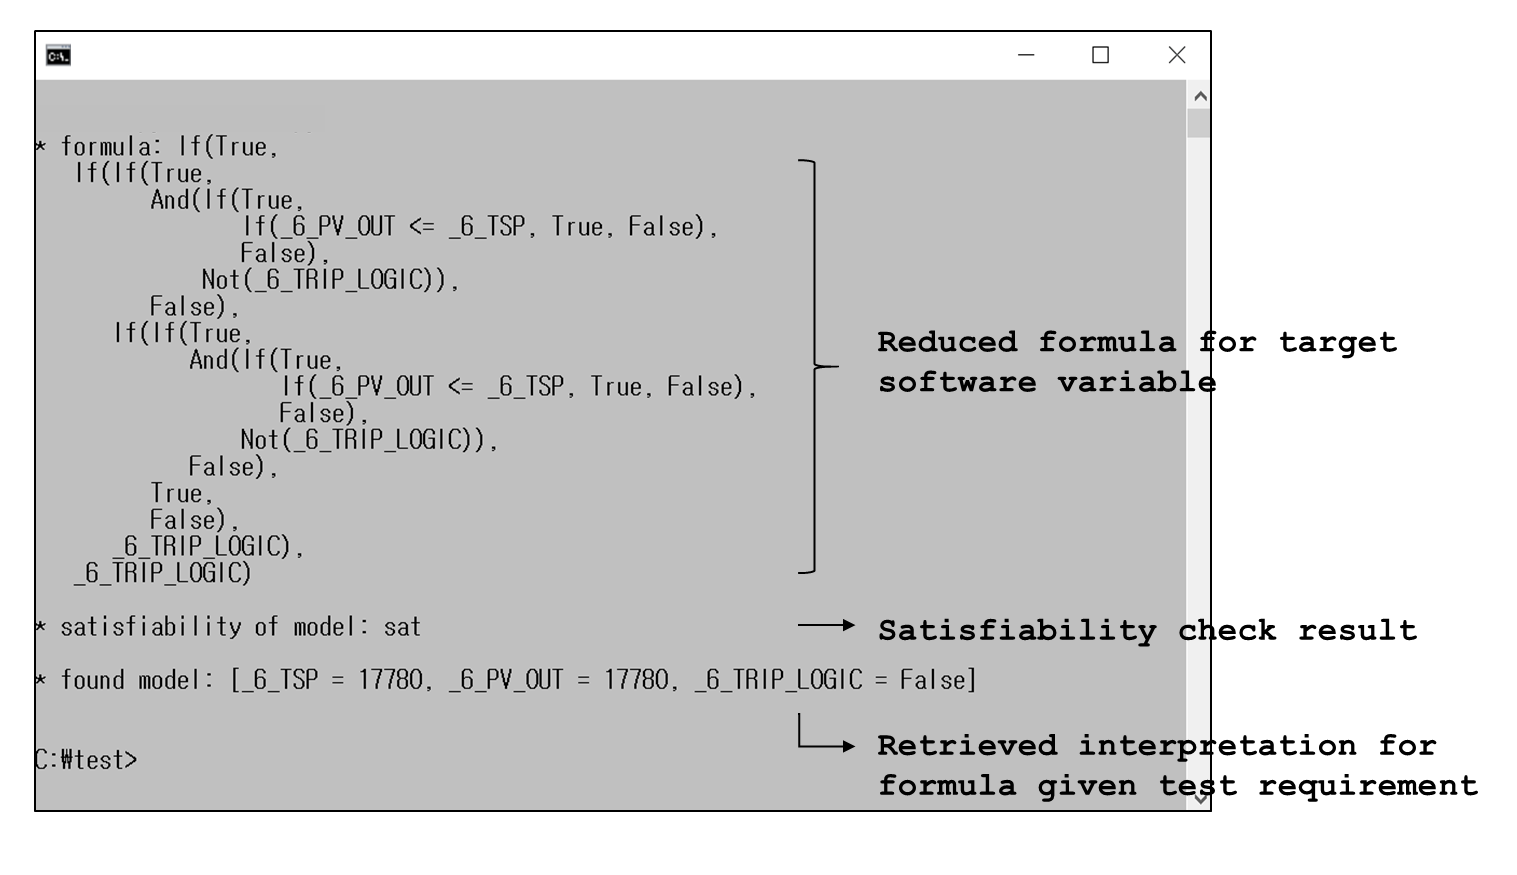 C:\.
* formula: If(True,
If(If(True,
And(If(True,
If(_6_PV_OUT <= _6_TSP, True, False),
False),
Not(_6_TRIP_LOGIC)),
False),
If(If(True,
And(If(True,
If(_6_PV_OUT <= _6_TSP, True, False),
False),
Not(_6_TRIP_LOGIC)),
False),
True,
False),
_6_TRIP_LOGIC),
_6_TRIP_LOGIC)
Reduced formula for target
software variable
* satisfiability of model: sat
Satisfiability check result
* found model: [_6_TSP = 17780, _6_PV_OUT = 17780, _6_TRIP_LOGIC = False]
Retrieved interpretation for
formula given test requirement
C:₩test>